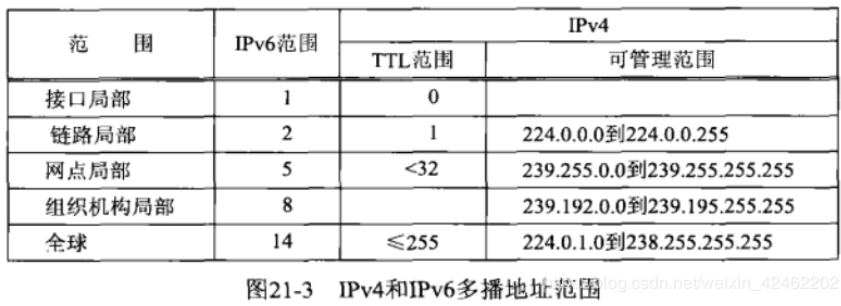 范 围 IPv6范围 IPv4
TTL范围 可管理范围
接口局部 1 0
链路局部 2 1 224.0.0.0到224.0.0.255
网点局部 5 <32 239.255.0.0到239.255.255.255
组织机构局部 8 239.192.0.0到239.195.255.255
全球 14 ≤255 224.0.1.0到238.255.255.255
图21-3 IPv4和IPv6多播地址范围
blog.csdn.net/weixin_42462202